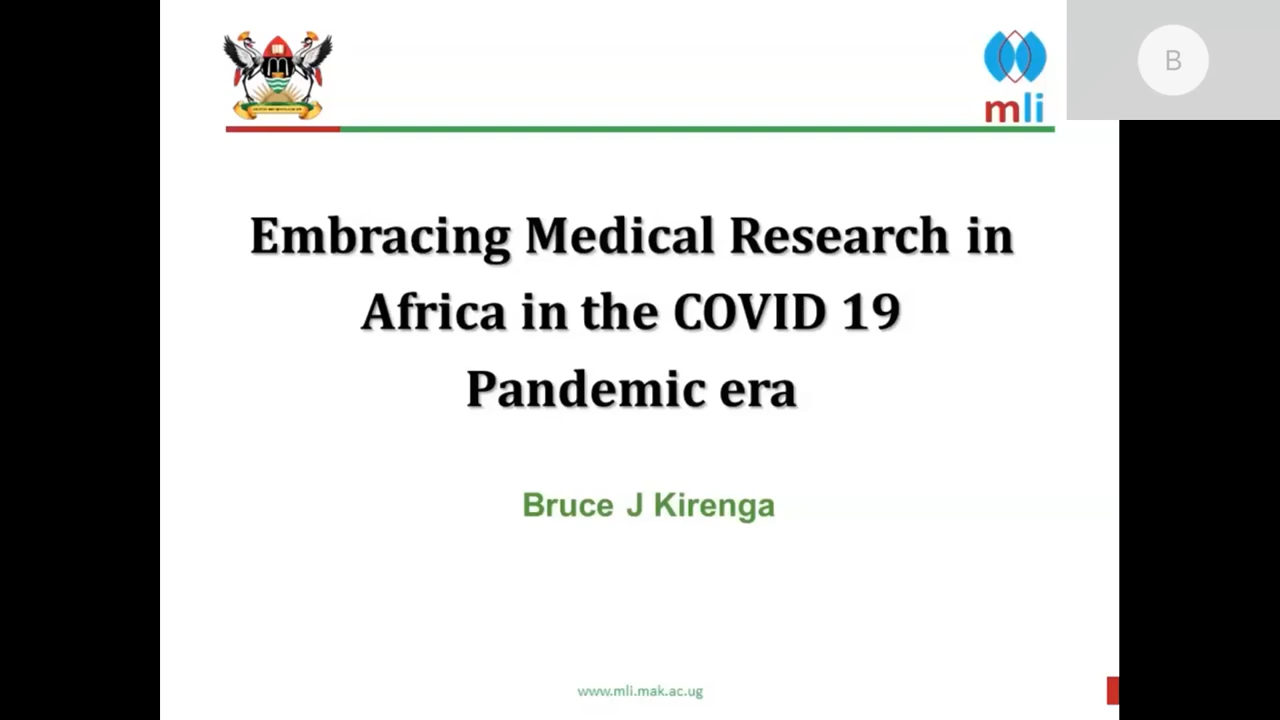 B
mli
Embracing Medical Research in
Africa in the COVID 19
Pandemic era
Bruce J Kirenga
www.mli.mak.ac.ug